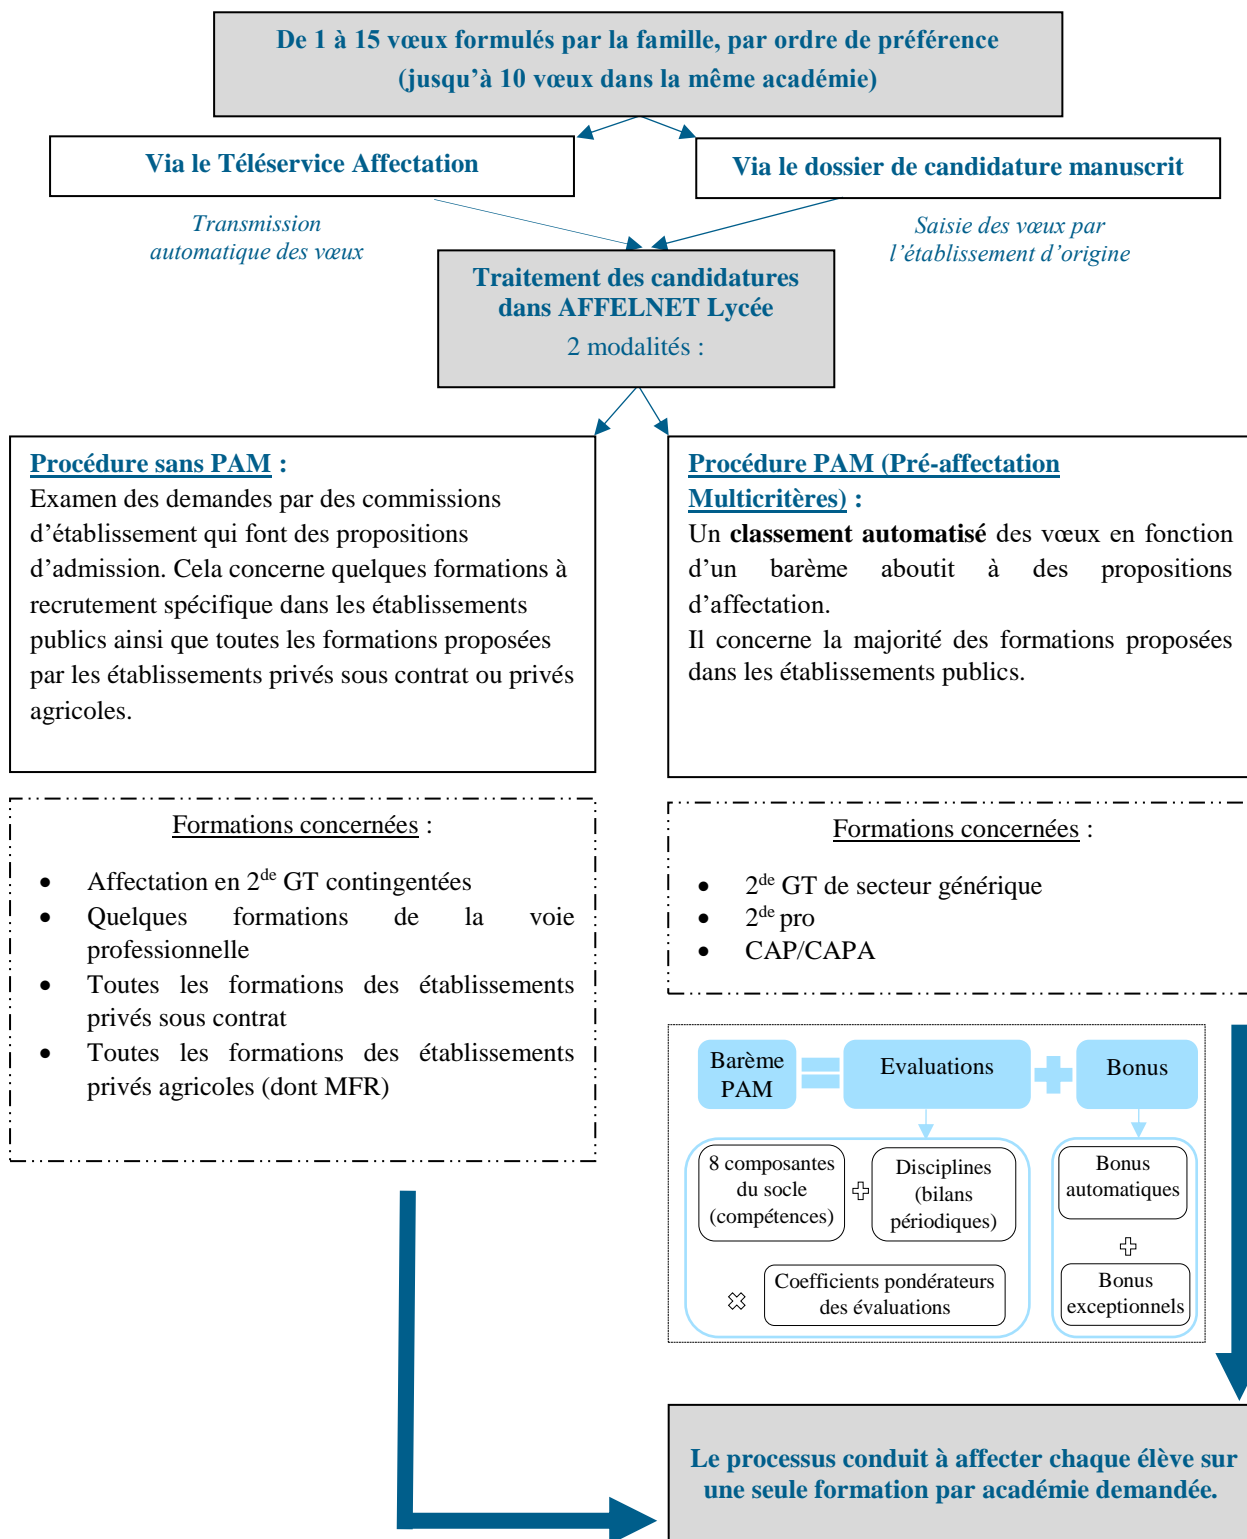 De 1 à 15 vœux formulés par la famille, par ordre de préférence
(jusqu'à 10 vœux dans la même académie)
Via le Téléservice Affectation
Via le dossier de candidature manuscrit
Transmission
automatique des vœux
Saisie des vœux par
l'établissement d'origine
Traitement des candidatures
dans AFFELNET Lycée
2 modalités :
Procédure sans PAM :
Examen des demandes par des commissions
d'établissement qui font des propositions
d'admission. Cela concerne quelques formations à
recrutement spécifique dans les établissements
publics ainsi que toutes les formations proposées
par les établissements privés sous contrat ou privés
agricoles.
Procédure PAM (Pré-affectation
Multicritères) :
Un classement automatisé des vœux en fonction
d'un barème aboutit à des propositions
d'affectation.
Il concerne la majorité des formations proposées
dans les établissements publics.
Formations concernées :
• Affectation en 2de GT contingentées
• Quelques formations de la voie
professionnelle
• Toutes les formations des établissements
privés sous contrat
• Toutes les formations des établissements
privés agricoles (dont MFR)
Formations concernées :
• 2de GT de secteur générique
• 2de pro
• CAP/CAPA
Barème
PAM
Evaluations
Bonus
8 composantes
du socle
(compétences)
Disciplines
(bilans
périodiques)
Coefficients pondérateurs
des évaluations
Bonus
automatiques
Bonus
exceptionnels
Le processus conduit à affecter chaque élève sur
une seule formation par académie demandée.